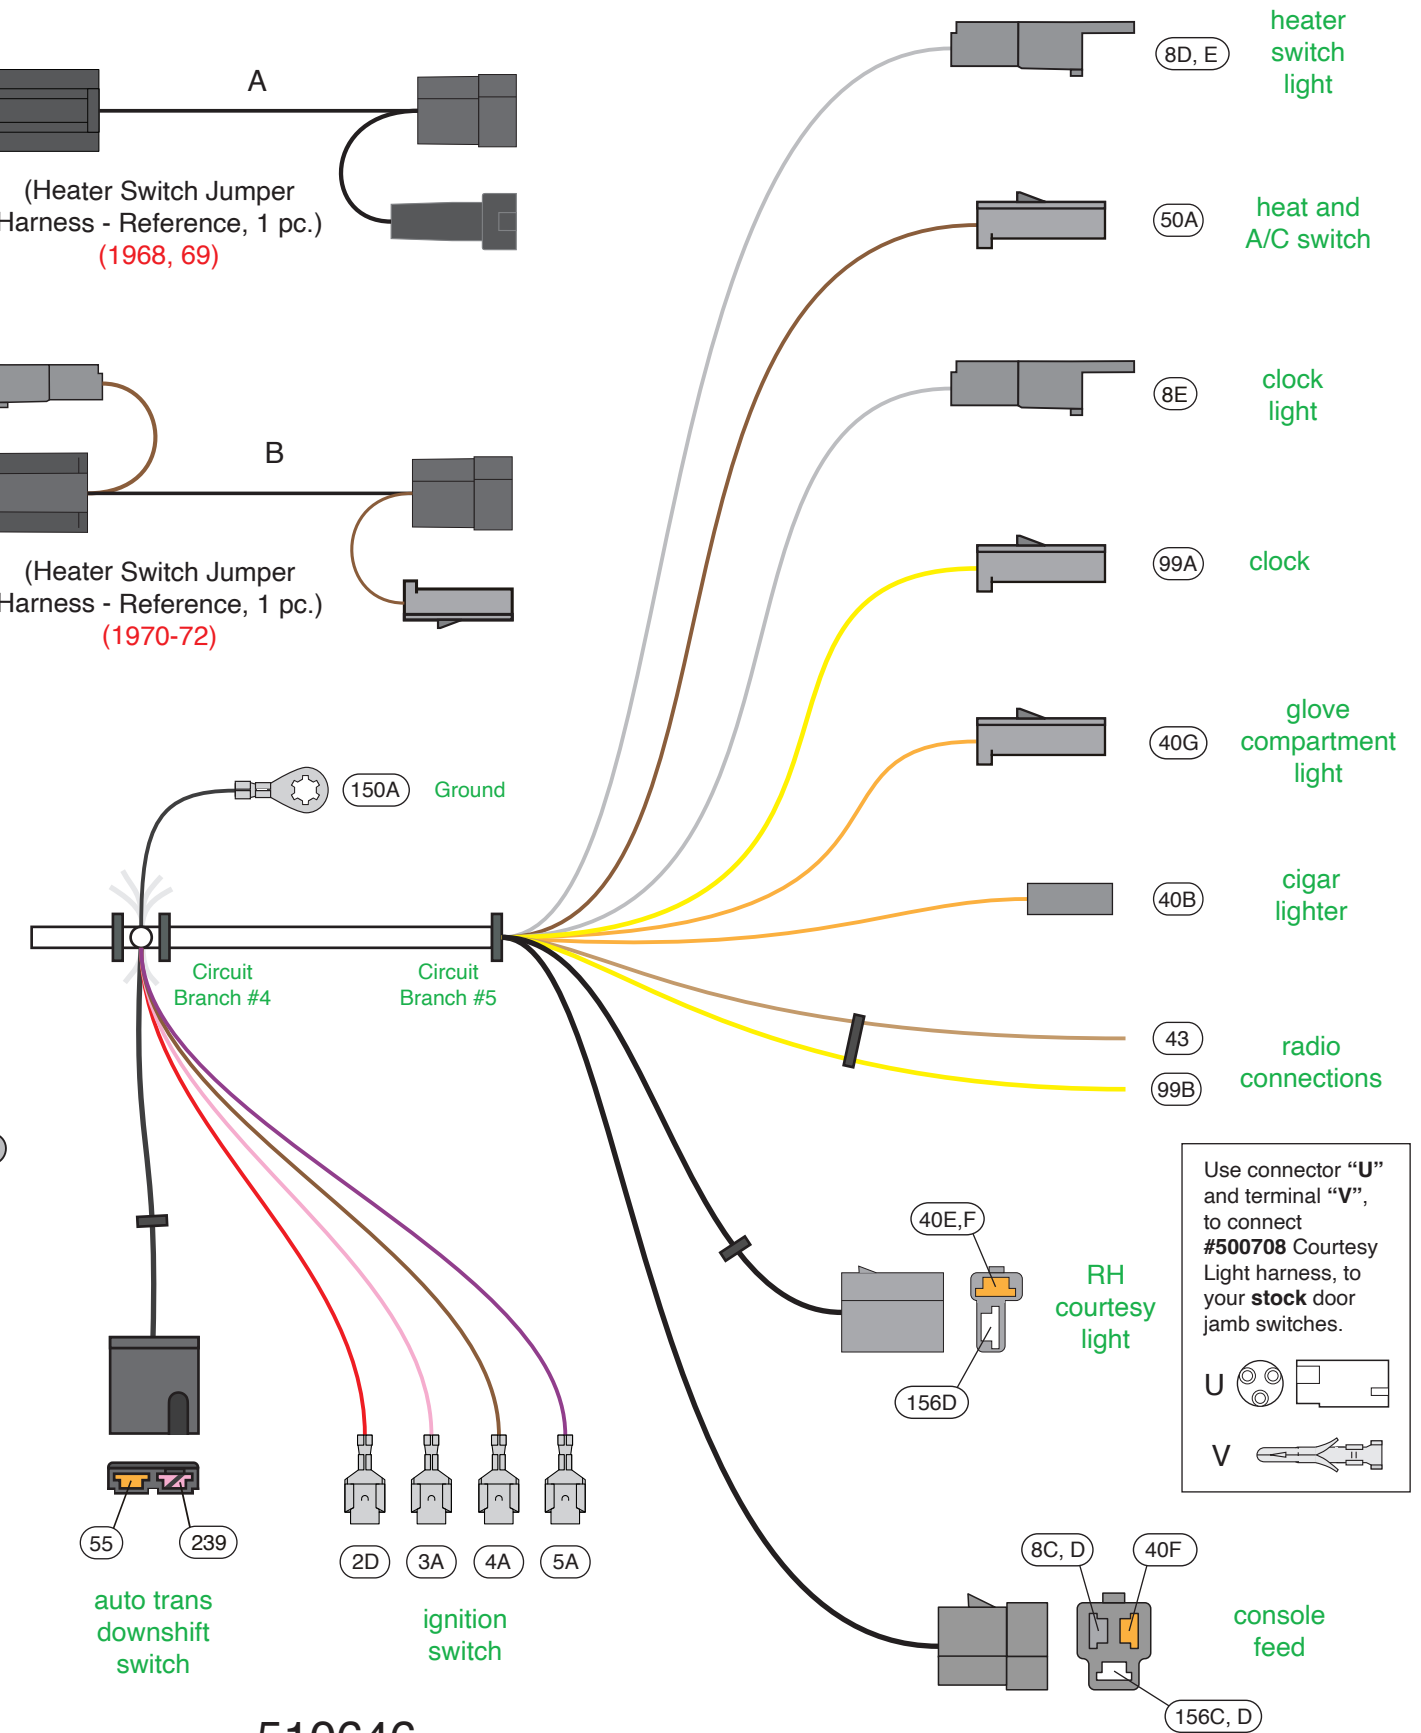 A
(Heater Switch Jumper
Harness - Reference, 1 pc.)
(1968, 69)
B
(Heater Switch Jumper
Harness - Reference, 1 pc.)
(1970-72)
8D, E
heater
switch
light
50A
heat and
A/C switch
8E
clock
light
99A
clock
40G
glove
compartment
light
40B
cigar
lighter
43
99B
radio
connections
150A
Ground
Circuit
Branch #4
Circuit
Branch #5
Use connector “U”
and terminal “V”,
to connect
#500708 Courtesy
Light harness, to
your stock door
jamb switches.
U
V
40E,F
156D
RH
courtesy
light
55
239
auto trans
downshift
switch
2D
3A
4A
5A
ignition
switch
8C, D
40F
156C, D
console
feed